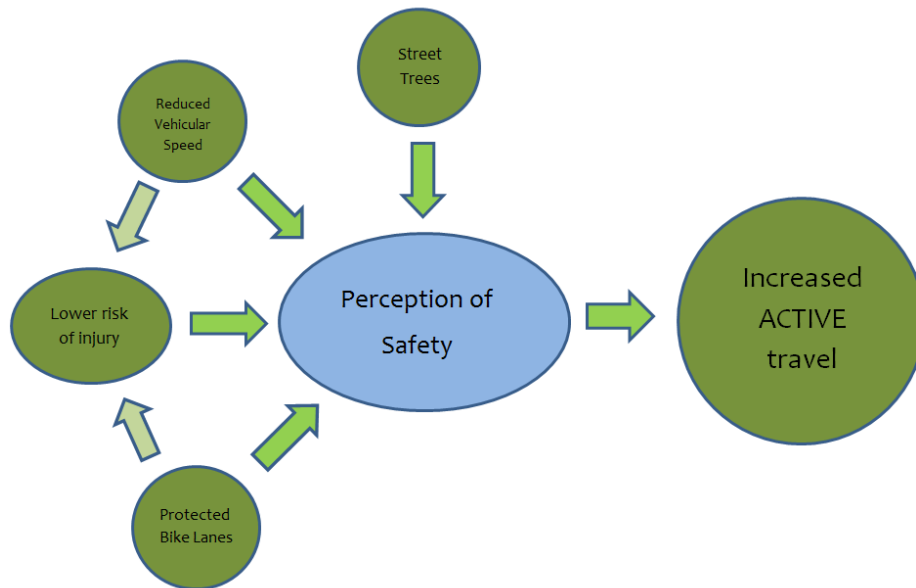 Street
Trees
Reduced
Vehicular
Speed
Lower risk
of injury
Perception of
Safety
Increased
ACTIVE
travel
Protected
Bike Lanes